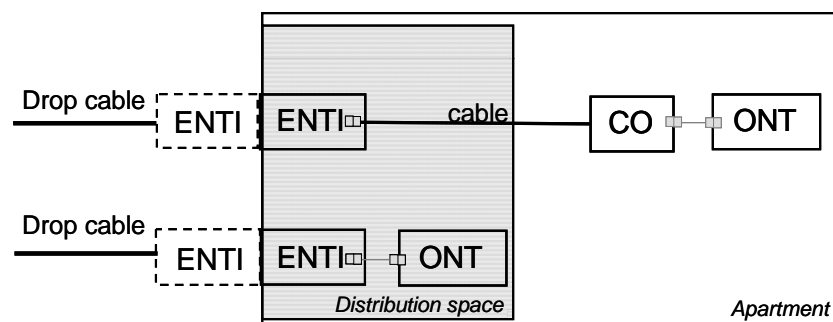 Drop cable
ENTI ENTI cable CO ONT
Drop cable
ENTI ENTI ONT
Distribution space Apartment